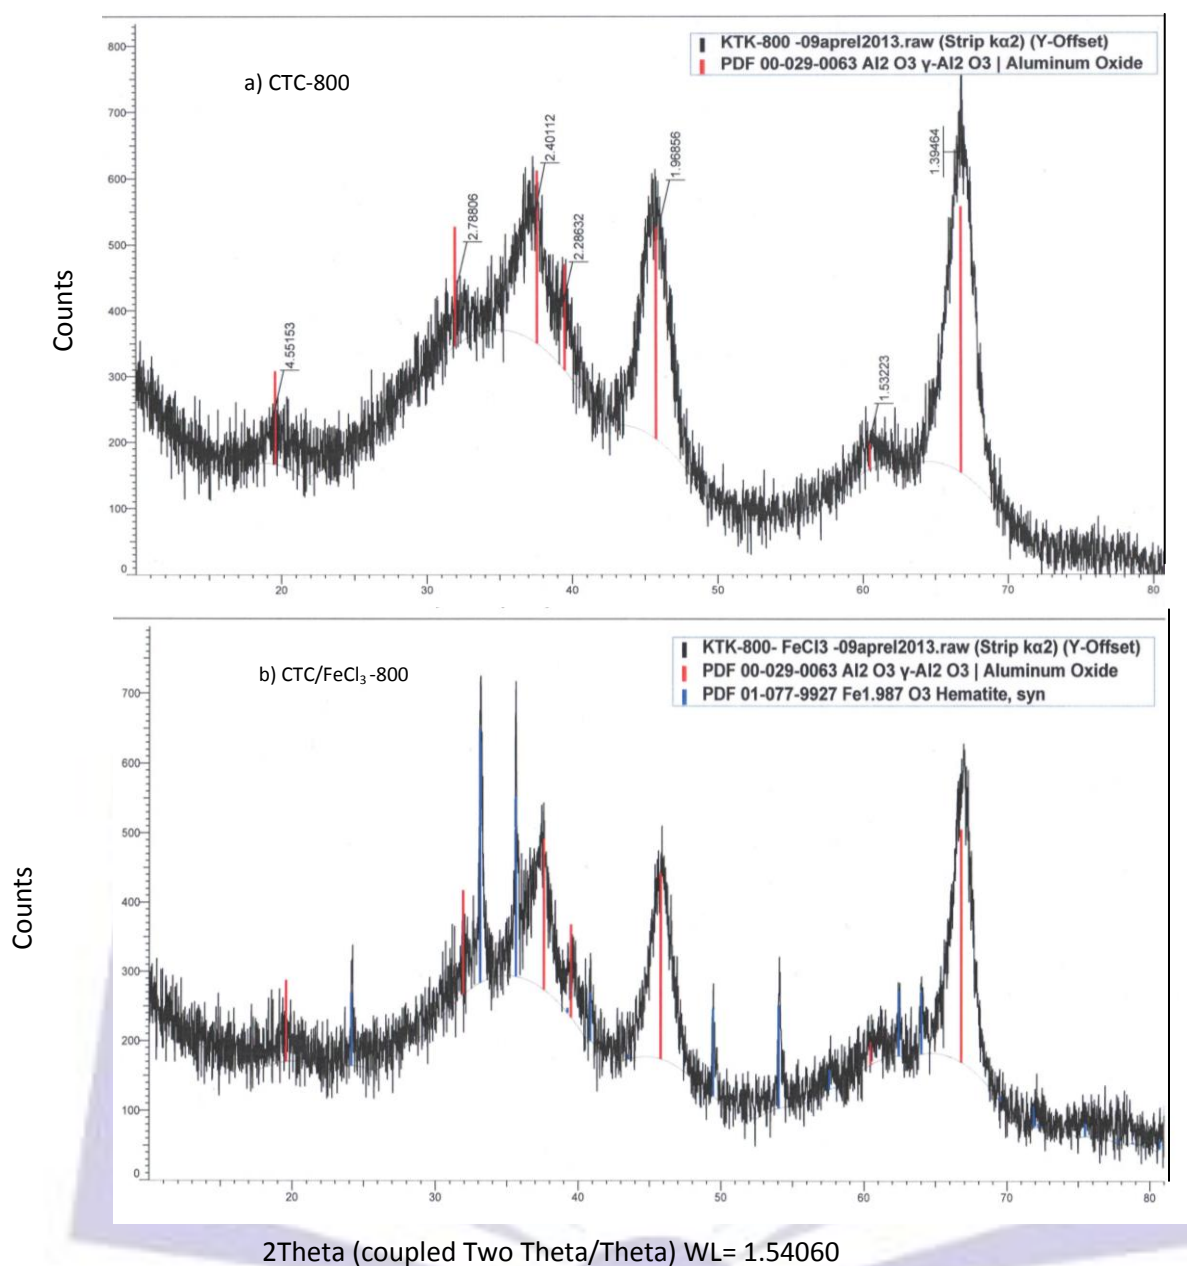 KTK-800 -09aprel2013.raw (Strip kα2) (Y-Offset)
PDF 00-029-0063 Al2 O3 γ-Al2 O3 | Aluminum Oxide
a) CTC-800
Counts
800
700
600
500
400
300
200
100
0
4.55153
2.78806
2.40112
2.28632
1.96856
1.53223
1.39464
20 30 40 50 60 70 80
KTK-800- FeCl3 -09aprel2013.raw (Strip kα2) (Y-Offset)
PDF 00-029-0063 Al2 O3 γ-Al2 O3 | Aluminum Oxide
PDF 01-077-9927 Fe1.987 O3 Hematite, syn
b) CTC/FeCl₃ -800
Counts
700
600
500
400
300
200
100
0
20 30 40 50 60 70 80
2Theta (coupled Two Theta/Theta) WL= 1.54060